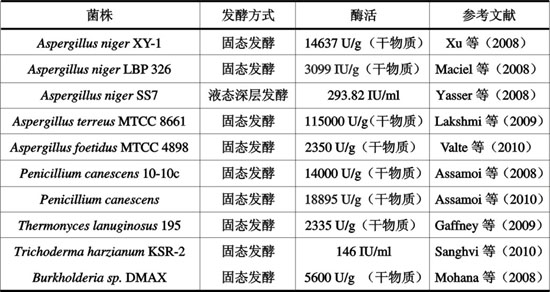 菌株 发酵方式 酶活 参考文献
Aspergillus niger XY-1 固态发酵 14637 U/g（干物质） Xu 等（2008）
Aspergillus niger LBP 326 固态发酵 3099 IU/g（干物质） Maciel 等（2008）
Aspergillus niger SS7 液态深层发酵 293.82 IU/ml Yasser 等（2008）
Aspergillus terreus MTCC 8661 固态发酵 115000 U/g（干物质） Lakshmi 等（2009）
Aspergillus foetidus MTCC 4898 固态发酵 2350 U/g（干物质） Valte 等（2010）
Penicillium canescens 10-10c 固态发酵 14000 U/g（干物质） Assamoi 等（2008）
Penicillium canescens 固态发酵 18895 U/g（干物质） Assamoi 等（2010）
Thermonyces lanuginosus 195 固态发酵 2335 U/g（干物质） Gaffney 等（2009）
Trichoderma harzianum KSR-2 固态发酵 146 IU/ml Sanghvi 等（2010）
Burkholderia sp. DMAX 固态发酵 5600 U/g （干物质） Mohana 等（2008）